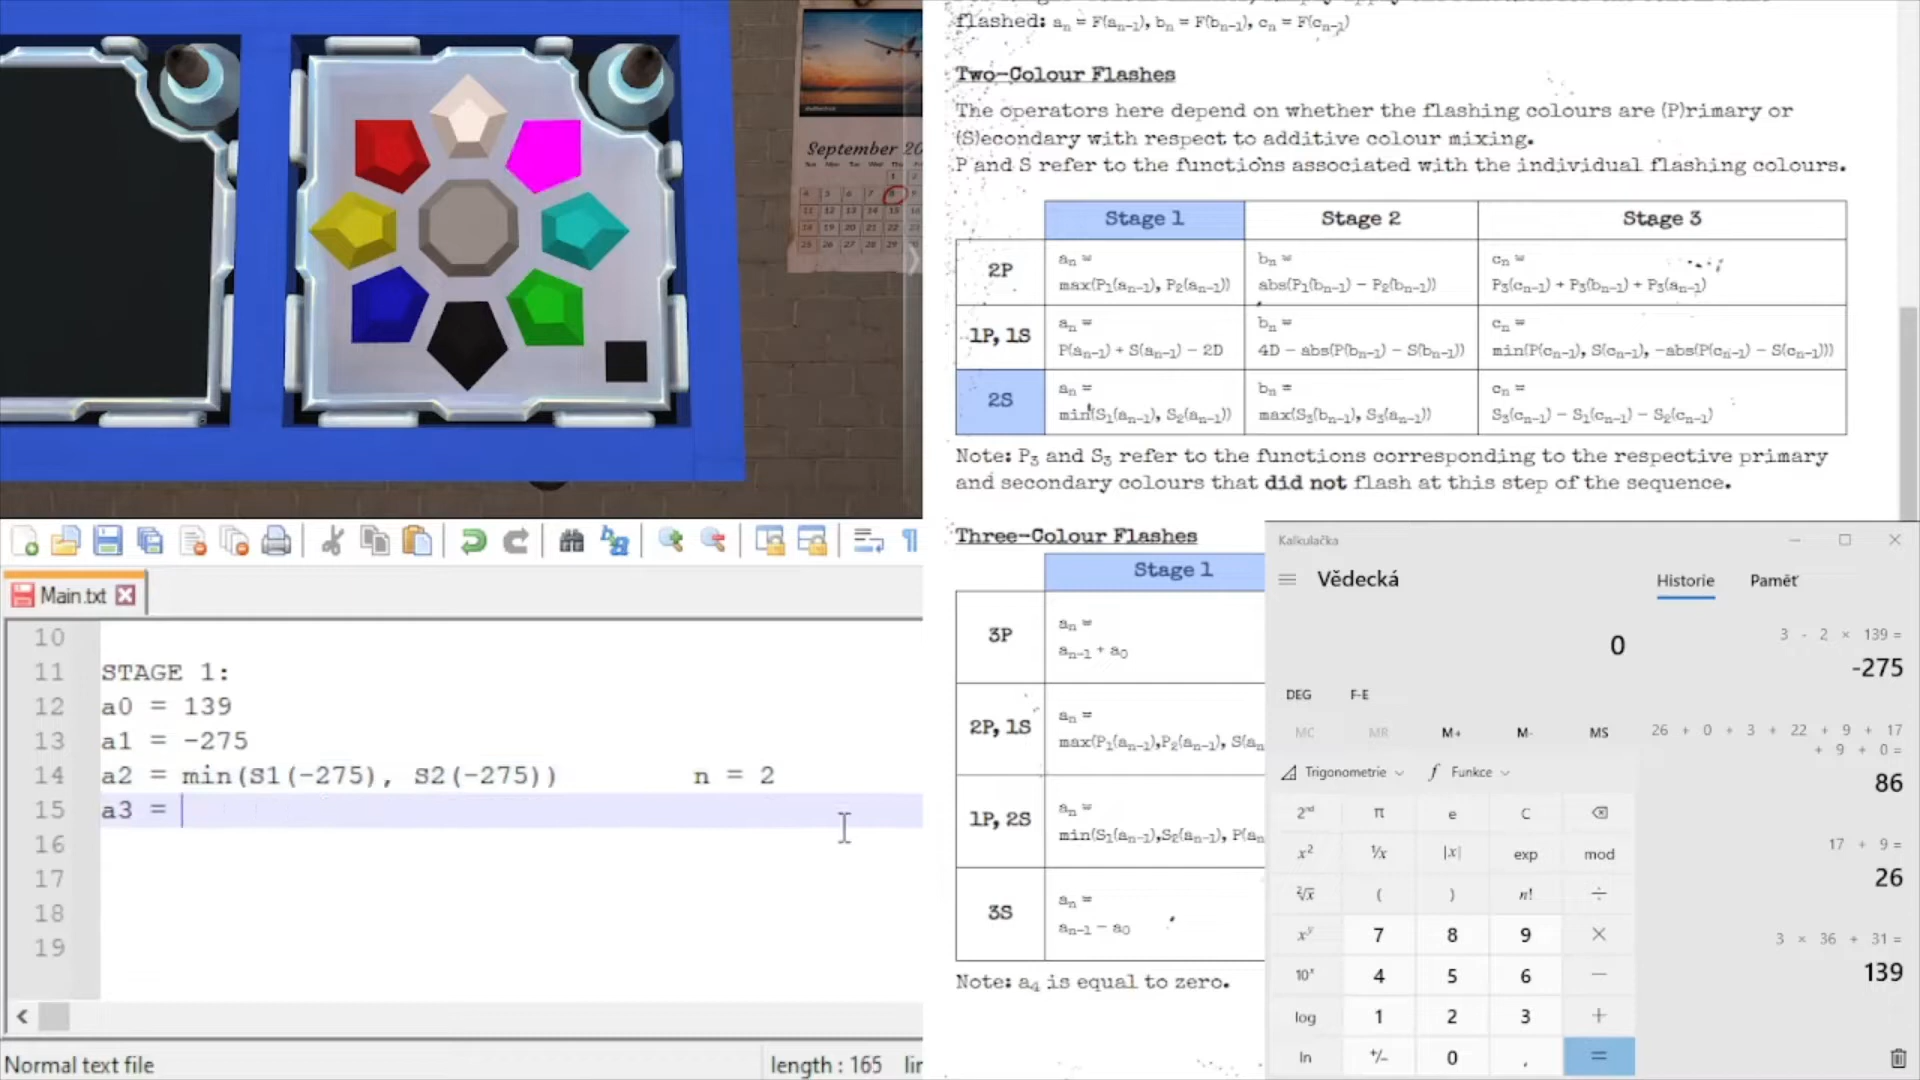 September 20
flashed: aₙ = F(aₙ₋₁), bₙ = F(bₙ₋₁), cₙ = F(cₙ₋₁)
Two-Colour Flashes
The operators here depend on whether the flashing colours are (P)rimary or
(S)econdary with respect to additive colour mixing.
P and S refer to the functions associated with the individual flashing colours.
Stage 1 Stage 2 Stage 3
2P
aₙ = bₙ = cₙ =
max(P₁(aₙ₋₁), P₂(aₙ₋₁)) abs(P₁(bₙ₋₁) - P₂(bₙ₋₁)) P₃(cₙ₋₁) + P₃(bₙ₋₁) + P₃(aₙ₋₁)
1P, 1S
aₙ = bₙ = cₙ =
P(aₙ₋₁) + S(aₙ₋₁) - 2D 4D - abs(P(bₙ₋₁) - S(bₙ₋₁)) min(P(cₙ₋₁), S(cₙ₋₁), -abs(P(cₙ₋₁) - S(cₙ₋₁)))
2S
aₙ = bₙ = cₙ =
min(S₁(aₙ₋₁), S₂(aₙ₋₁)) max(S₃(bₙ₋₁), S₃(aₙ₋₁)) S₃(cₙ₋₁) - S₁(cₙ₋₁) - S₂(cₙ₋₁)
Note: P₃ and S₃ refer to the functions corresponding to the respective primary
and secondary colours that did not flash at this step of the sequence.
Three-Colour Flashes
Stage 1
3P
aₙ =
aₙ₋₁ + a₀
2P, 1S
aₙ =
max(P₁(aₙ₋₁),P₂(aₙ₋₁), S(aₙ
1P, 2S
aₙ =
min(S₁(aₙ₋₁),S₂(aₙ₋₁), P(aₙ
3S
aₙ =
aₙ₋₁ - a₀
Note: a₄ is equal to zero.
Main.txt
10
11 STAGE 1:
12 a0 = 139
13 a1 = -275
14 a2 = min(S1(-275), S2(-275)) n = 2
15 a3 =
16
17
18
19
Normal text file length : 165
Kalkulačka
Vědecká
Historie Paměť
0
3 - 2 × 139 =
-275
26 + 0 + 3 + 22 + 9 + 17
+ 9 + 0 =
86
17 + 9 =
26
3 × 36 + 31 =
139
DEG F-E
MC MR M+ M- MS
Trigonometrie Funkce
2ⁿᵈ π e C
x² ¹/x |x| exp mod
²√x ( ) n! ÷
xʸ 7 8 9 ×
10ˣ 4 5 6 −
log 1 2 3 +
ln +/- 0 , =